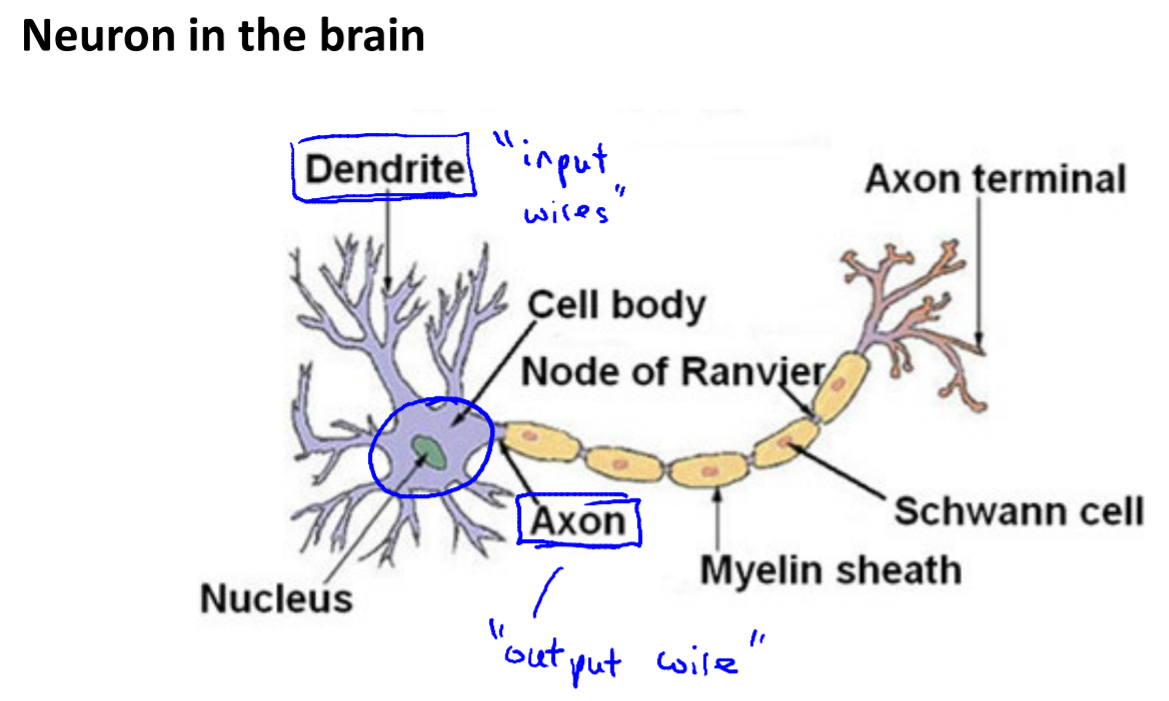 Neuron in the brain
Dendrite
"input
wires"
Axon terminal
Cell body
Node of Ranvier
Axon
Schwann cell
Myelin sheath
Nucleus
"output wire"